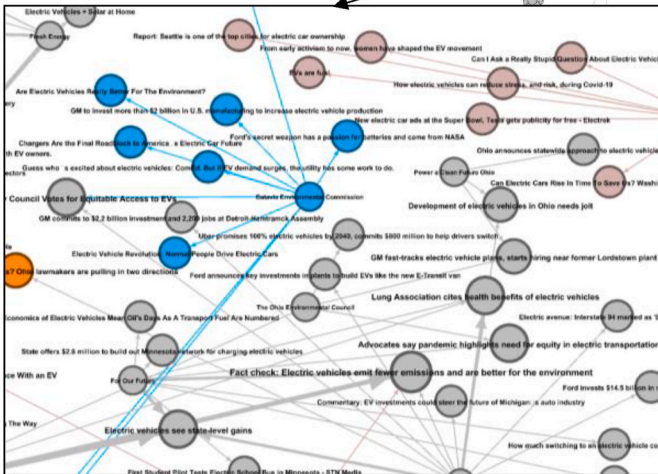 Electric Vehicles + Solar at Home
Fresh Energy
Report: Seattle is one of the top cities for electric car ownership
From early activism to now, women have shaped the EV movement
Can I Ask a Really Stupid Question About Electric Vehicl
EVs are fun!
Are Electric Vehicles Really Better For The Environment?
How electric vehicles can reduce stress, and risk, during Covid-19
GM to invest more than $2 billion in U.S. manufacturing to increase electric vehicle production
New electric car ads at the Super Bowl, Tesla gets publicity for free - Electrek
Ford's secret weapon has a passion for batteries and came from NASA
Chargers Are the Final Roadblock to America s Electric Car Future
Ohio announces statewide approach to electric vehicl
th EV owners.
Guess who s excited about electric vehicles: ComEd. But if EV demand surges, the utility has some work to do.
ectors
Power a Clean Future Ohio
Can Electric Cars Rise In Time To Save Us? Washi
Council Votes for Equitable Access to EVs
Batavia Environmental Commission
Development of electric vehicles in Ohio needs jolt
GM commits to $2.2 billion investment and 2,200 jobs at Detroit-Hamtramck Assembly
Uber promises 100% electric vehicles by 2040, commits $800 million to help drivers switch
Electric Vehicle Revolution: Normal People Drive Electric Cars
GM fast-tracks electric vehicle plans, starts hiring near former Lordstown plant
s? Ohio lawmakers are pulling in two directions
Ford announces key investments in plants to build EVs like the new E-Transit van
Lung Association cites health benefits of electric vehicles
The Ohio Environmental Council
Economics of Electric Vehicles Mean Oil's Days As A Transport Fuel Are Numbered
Electric avenue: Interstate 94 marked as 'E
Advocates say pandemic highlights need for equity in electric transportation
State offers $2.6 million to build out Minnesota network for charging electric vehicles
Fact check: Electric vehicles emit fewer emissions and are better for the environment
nce With an EV
For Our Future
Ford invests $14.5 billion in
Commentary: EV investments could steer the future of Michigan s auto industry
The Way
Electric vehicles see state-level gains
How much switching to an electric vehicle co
First Student Pilot Tests Electric School Bus in Minnesota - STN Media